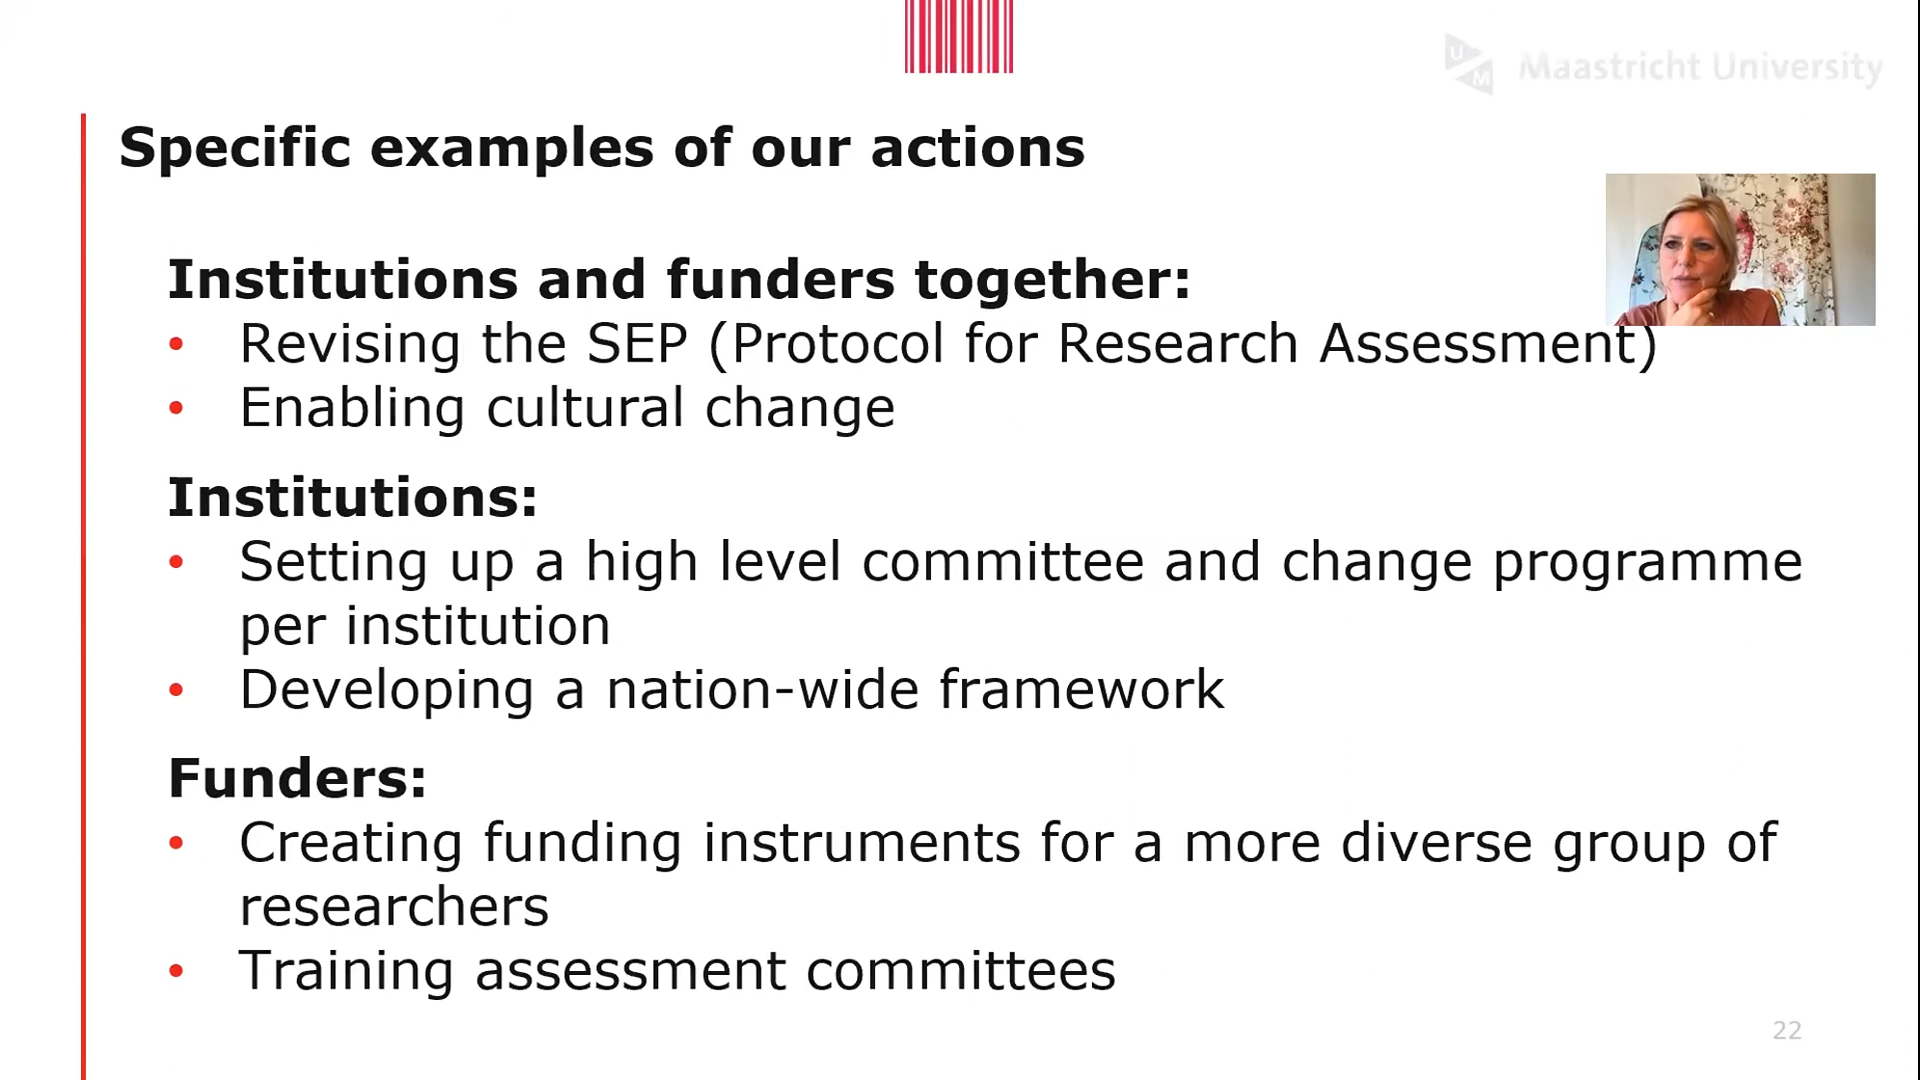 UM Maastricht University
Specific examples of our actions
Institutions and funders together:
• Revising the SEP (Protocol for Research Assessment)
• Enabling cultural change
Institutions:
• Setting up a high level committee and change programme
per institution
• Developing a nation-wide framework
Funders:
• Creating funding instruments for a more diverse group of
researchers
• Training assessment committees
22